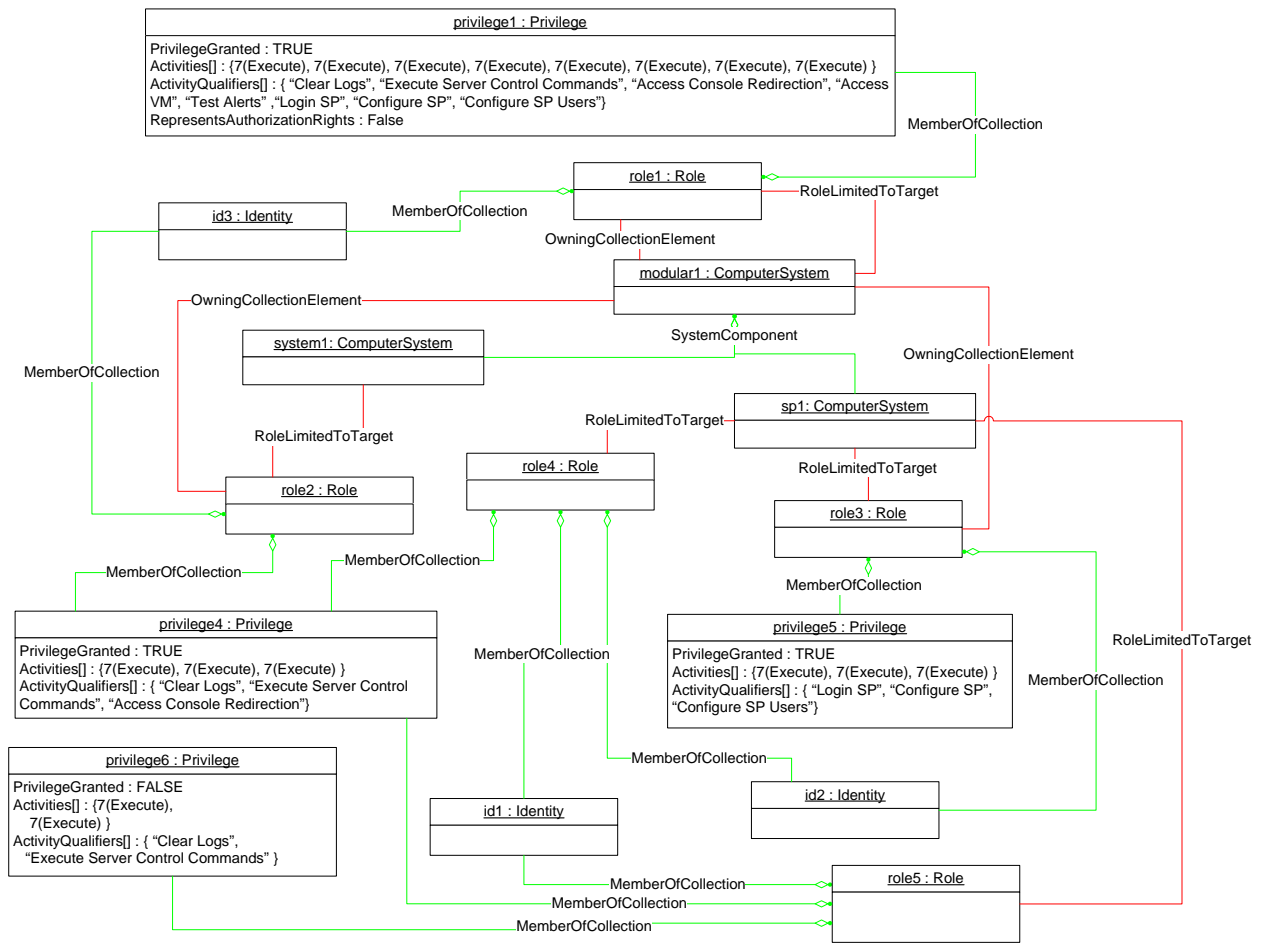 privilege1 : Privilege
PrivilegeGranted : TRUE
Activities[] : {7(Execute), 7(Execute), 7(Execute), 7(Execute), 7(Execute), 7(Execute), 7(Execute), 7(Execute) }
ActivityQualifiers[] : { “Clear Logs”, “Execute Server Control Commands”, “Access Console Redirection”, “Access
VM”, “Test Alerts” ,“Login SP”, “Configure SP”, “Configure SP Users”}
RepresentsAuthorizationRights : False
MemberOfCollection
role1 : Role
RoleLimitedToTarget
MemberOfCollection
id3 : Identity
OwningCollectionElement
modular1 : ComputerSystem
OwningCollectionElement
SystemComponent
system1: ComputerSystem
OwningCollectionElement
MemberOfCollection
sp1: ComputerSystem
RoleLimitedToTarget
RoleLimitedToTarget
role4 : Role
RoleLimitedToTarget
role2 : Role
role3 : Role
MemberOfCollection
MemberOfCollection
MemberOfCollection
privilege4 : Privilege
PrivilegeGranted : TRUE
Activities[] : {7(Execute), 7(Execute), 7(Execute) }
ActivityQualifiers[] : { “Clear Logs”, “Execute Server Control
Commands”, “Access Console Redirection”}
privilege5 : Privilege
PrivilegeGranted : TRUE
Activities[] : {7(Execute), 7(Execute), 7(Execute) }
ActivityQualifiers[] : { “Login SP”, “Configure SP”,
“Configure SP Users”}
RoleLimitedToTarget
MemberOfCollection
MemberOfCollection
privilege6 : Privilege
PrivilegeGranted : FALSE
Activities[] : {7(Execute),
7(Execute) }
ActivityQualifiers[] : { “Clear Logs”,
“Execute Server Control Commands” }
MemberOfCollection
id2 : Identity
id1 : Identity
role5 : Role
MemberOfCollection
MemberOfCollection
MemberOfCollection